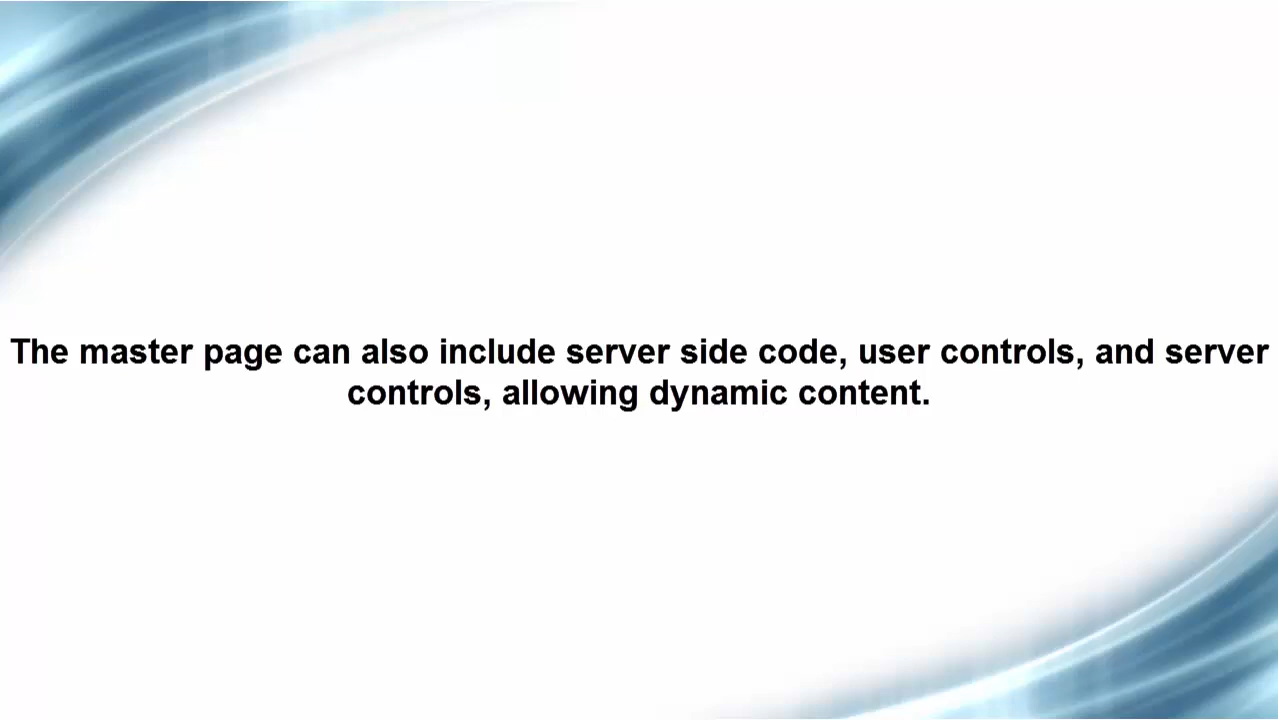 The master page can also include server side code, user controls, and server
controls, allowing dynamic content.